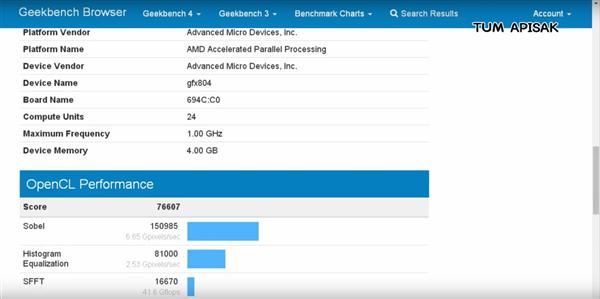 Geekbench Browser Geekbench 4 Geekbench 3 Benchmark Charts Search Results Account
TUM APISAK
Platform Vendor Advanced Micro Devices, Inc.
Platform Name AMD Accelerated Parallel Processing
Device Vendor Advanced Micro Devices, Inc.
Device Name gfx804
Board Name 694C:C0
Compute Units 24
Maximum Frequency 1.00 GHz
Device Memory 4.00 GB
OpenCL Performance
Score 76607
Sobel 150985
6.65 Gpixels/sec
Histogram 81000
Equalization 2.53 Gpixels/sec
SFFT 16670
41.6 Gflops